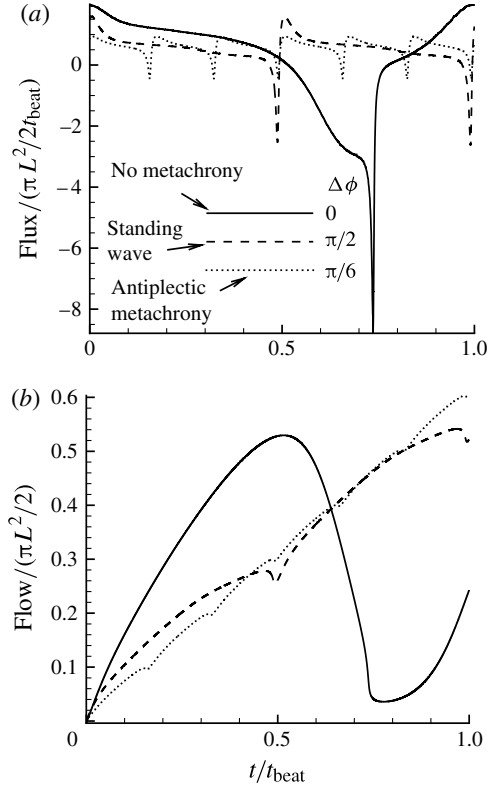 (a)
0
−2
−4
−6
−8
Flux/(πL²/2t_beat)
No metachrony
Δϕ
0
Standing
wave
π/2
π/6
Antiplectic
metachrony
0
0.5
1.0
(b)
0.6
0.5
0.4
0.3
0.2
0.1
Flow/(πL²/2)
0
0.5
1.0
t/t_beat